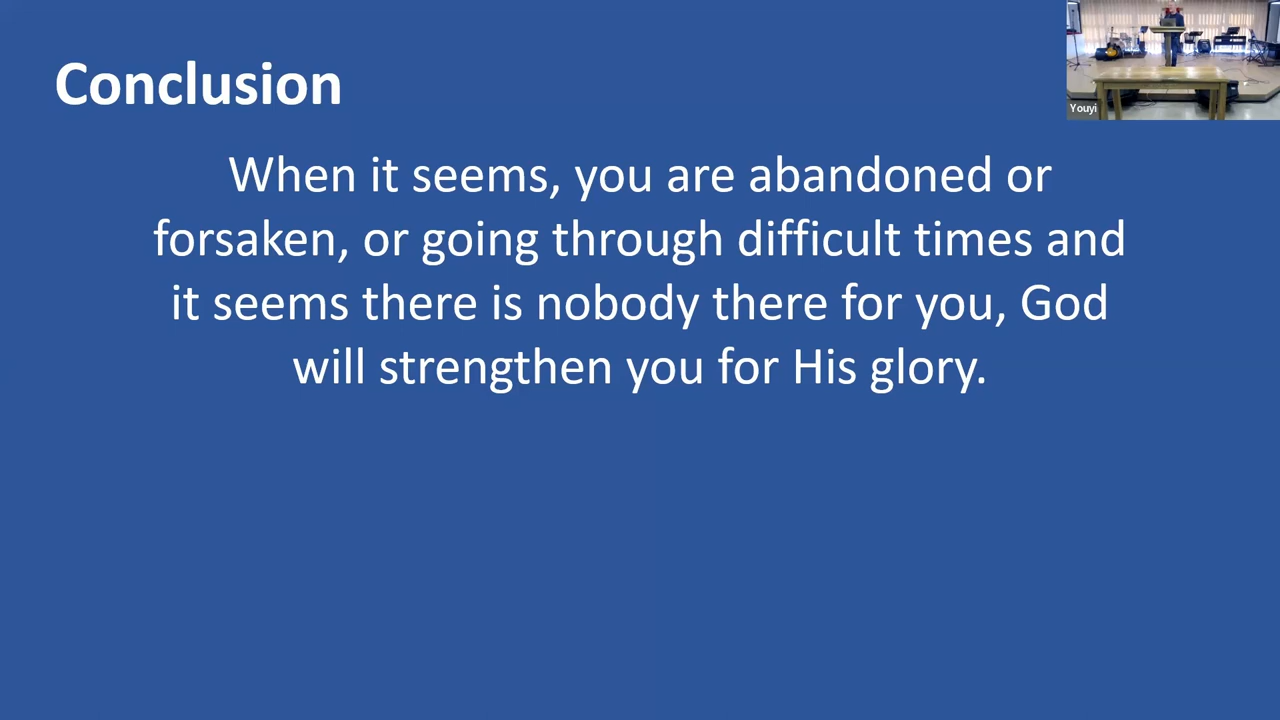 Conclusion
When it seems, you are abandoned or
forsaken, or going through difficult times and
it seems there is nobody there for you, God
will strengthen you for His glory.
Youyi